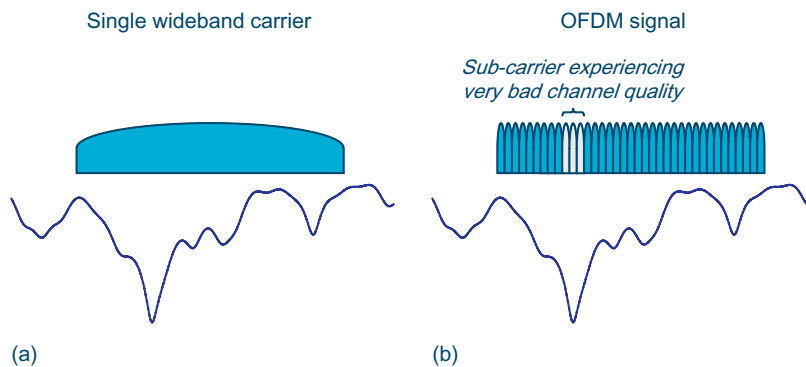 Single wideband carrier
OFDM signal
Sub-carrier experiencing
very bad channel quality
(a)
(b)